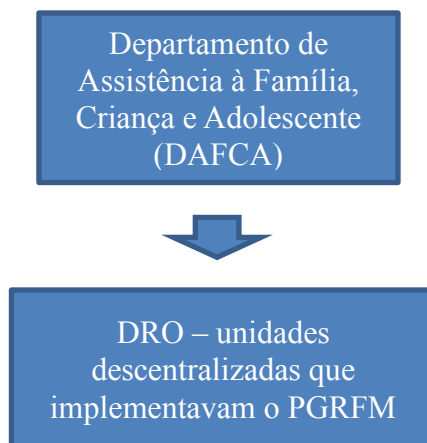 Departamento de
Assistência à Família,
Criança e Adolescente
(DAFCA)
DRO – unidades
descentralizadas que
implementavam o PGRFM